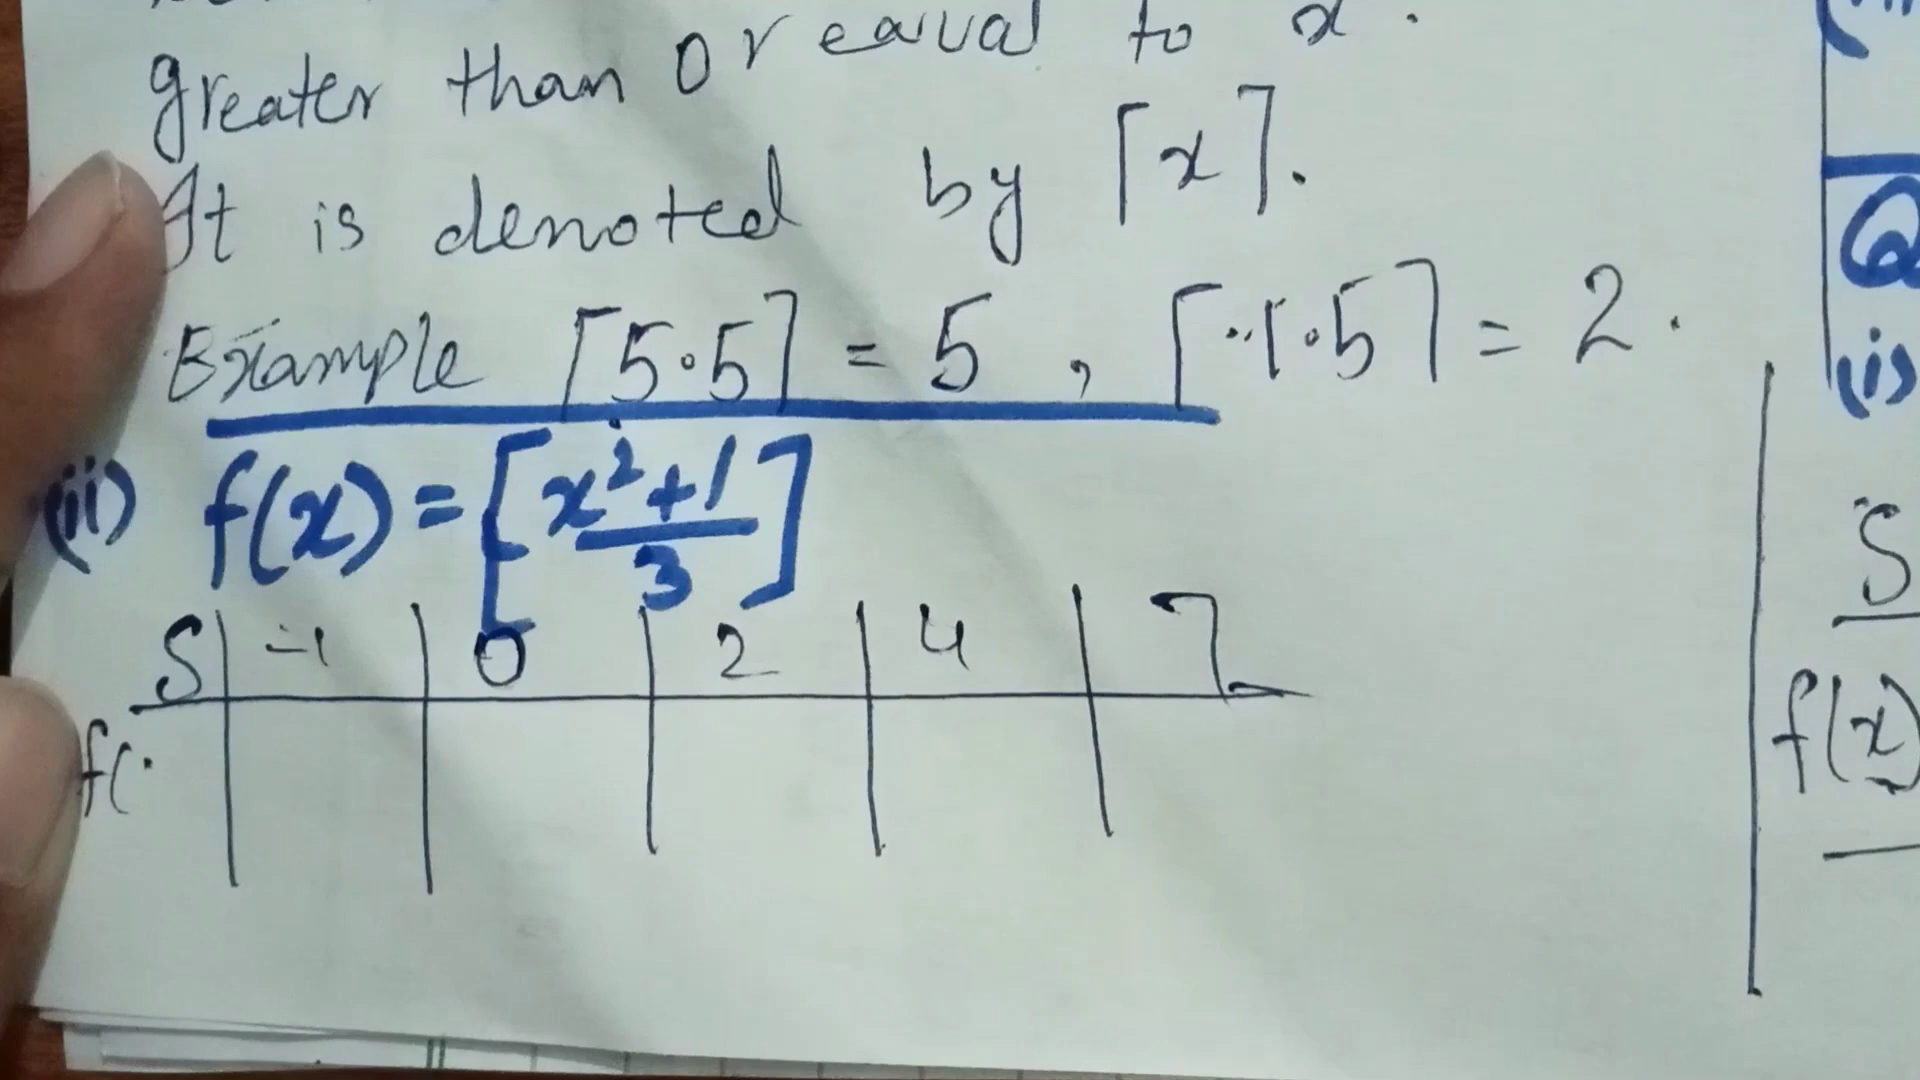 greater than or equal to x.
It is denoted by ⌈x⌉.
Example ⌈5.5⌉ = 5 , ⌈-1.5⌉ = 2.
(ii) f(x) = [x²+1/3]
S | -1 | 0 | 2 | 4 | 7
f(
Q
(i)
S
f(x)